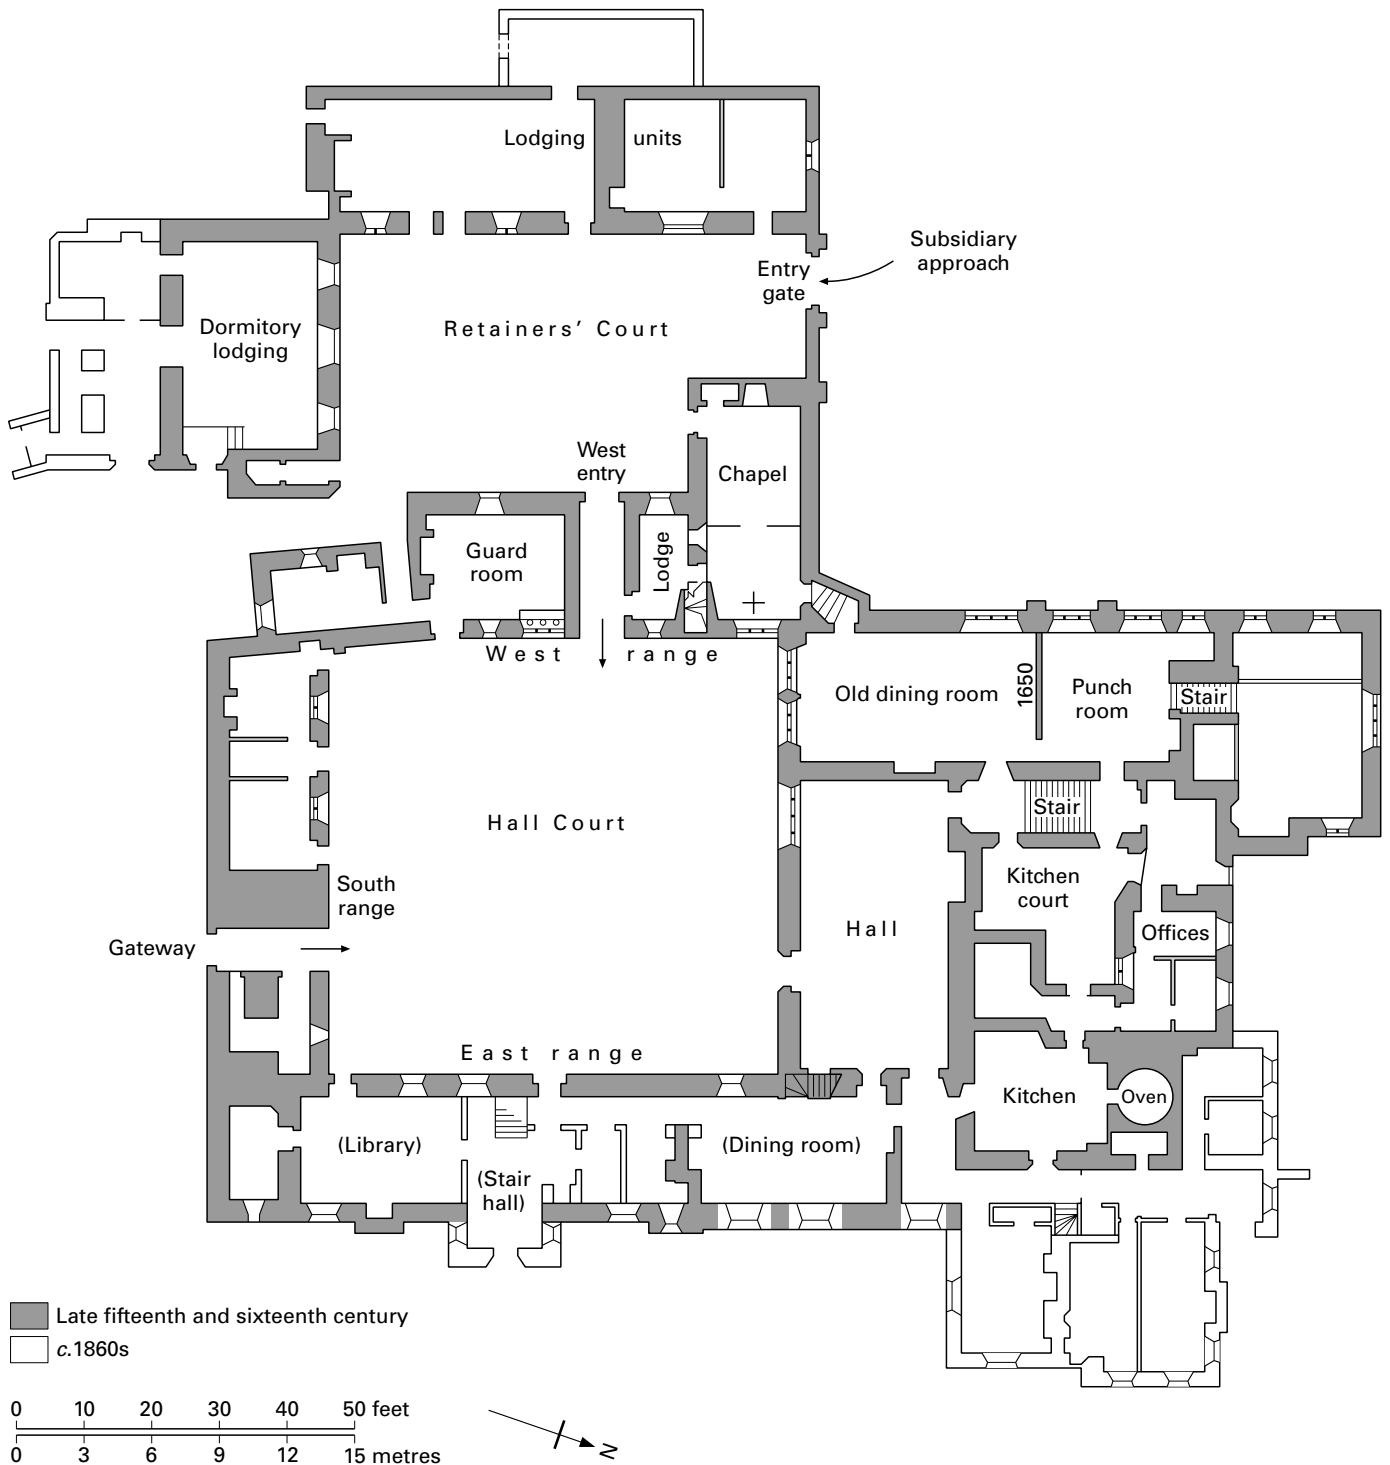 Lodging units
Subsidiary
approach
Entry
gate
Dormitory
lodging
Retainers’ Court
West
entry
Chapel
Guard
room
Lodge
West range
Old dining room
1650
Punch
room
Stair
Hall Court
Stair
Kitchen
court
South
range
Hall
Offices
Gateway
East range
Kitchen
Oven
(Library)
(Dining room)
(Stair
hall)
Late fifteenth and sixteenth century
c.1860s
0 10 20 30 40 50 feet
0 3 6 9 12 15 metres
N